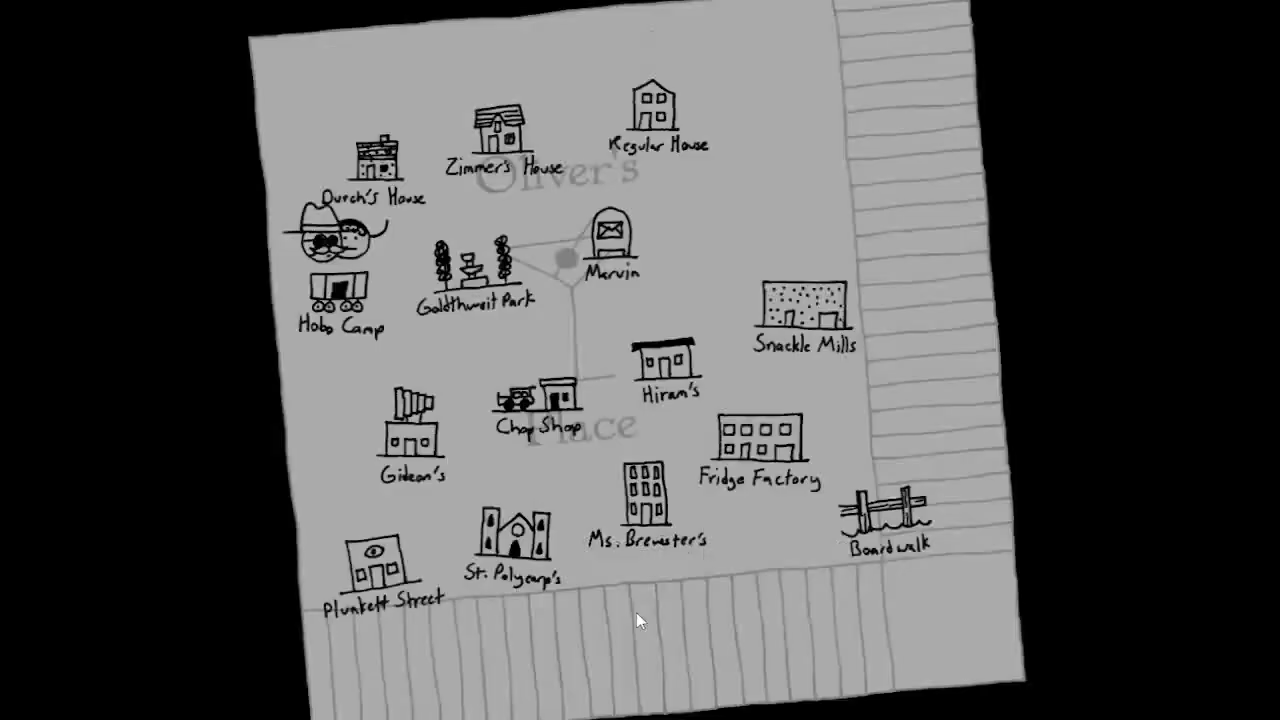 Regular House
Zimmer's House
Oliver's
Durch's House
Marvin
Goldthwait Park
Hobo Camp
Snackle Mills
Hiram's
Chop Shop
Place
Gideon's
Fridge Factory
Ms. Brewster's
Boardwalk
St. Polycarp's
Plunkett Street